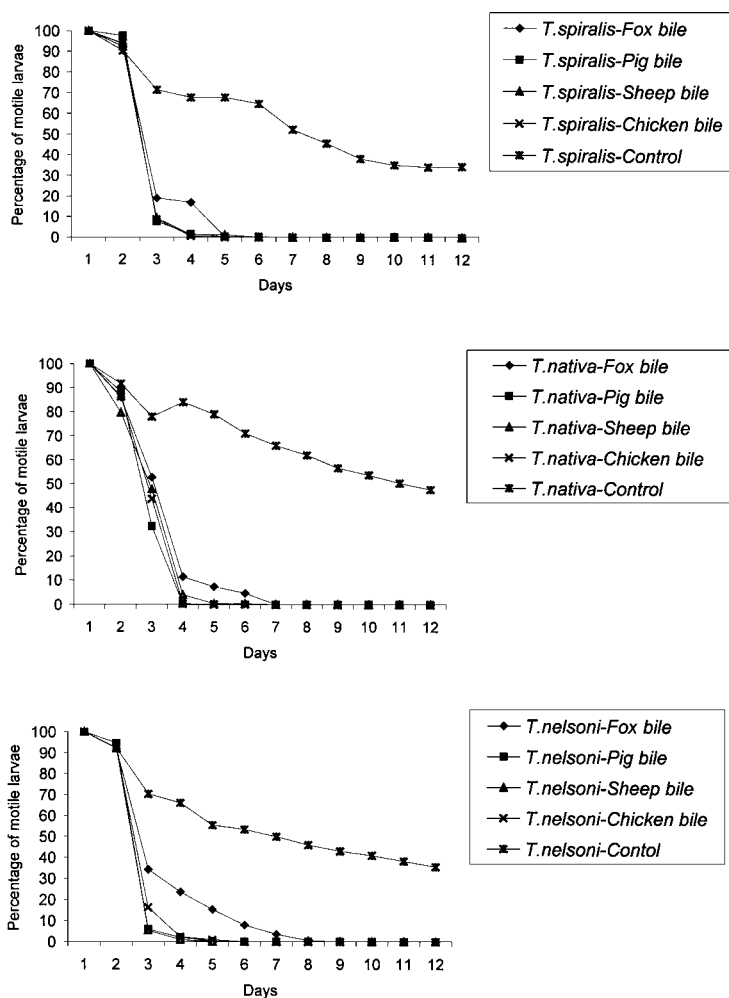 Percentage of motile larvae
100
90
80
70
60
50
40
30
20
10
0
1 2 3 4 5 6 7 8 9 10 11 12
Days
T.spiralis-Fox bile
T.spiralis-Pig bile
T.spiralis-Sheep bile
T.spiralis-Chicken bile
T.spiralis-Control
Percentage of motile larvae
100
90
80
70
60
50
40
30
20
10
0
1 2 3 4 5 6 7 8 9 10 11 12
Days
T.nativa-Fox bile
T.nativa-Pig bile
T.nativa-Sheep bile
T.nativa-Chicken bile
T.nativa-Control
Percentage of motile larvae
100
90
80
70
60
50
40
30
20
10
0
1 2 3 4 5 6 7 8 9 10 11 12
Days
T.nelsoni-Fox bile
T.nelsoni-Pig bile
T.nelsoni-Sheep bile
T.nelsoni-Chicken bile
T.nelsoni-Contol